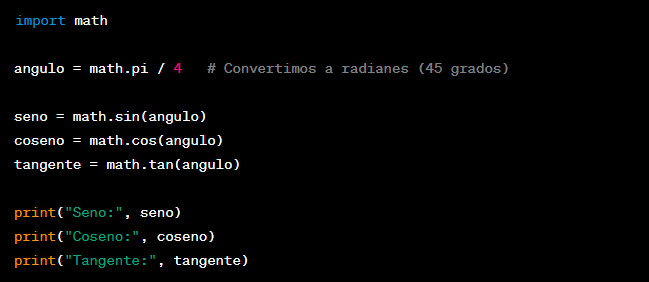 import math
angulo = math.pi / 4   # Convertimos a radianes (45 grados)
seno = math.sin(angulo)
coseno = math.cos(angulo)
tangente = math.tan(angulo)
print("Seno:", seno)
print("Coseno:", coseno)
print("Tangente:", tangente)